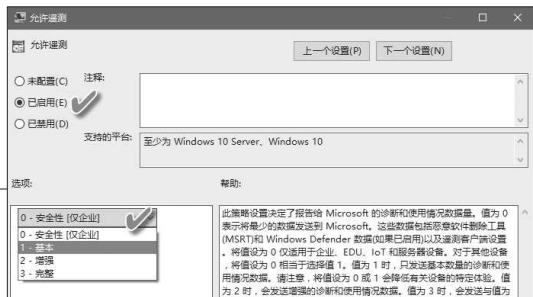 允许遥测
允许遥测
上一个设置(P)
下一个设置(N)
未配置(C)
注释:
已启用(E)
已禁用(D)
支持的平台:
至少为 Windows 10 Server、Windows 10
选项:
帮助:
0 - 安全性 [仅企业]
0 - 安全性 [仅企业]
1 - 基本
2 - 增强
3 - 完整
此策略设置决定了报告给 Microsoft 的诊断和使用情况数据量。值为 0
表示将最少的数据发送到 Microsoft。这些数据包括恶意软件删除工具
(MSRT)和 Windows Defender 数据(如果已启用)以及遥测客户端设置
。将值设为 0 仅适用于企业、EDU、IoT 和服务器设备。对于其他设备
，将值设为 0 相当于选择值 1。值为 1 时，只发送基本数量的诊断和使
用情况数据。请注意，将值设为 0 或 1 会降低有关设备的特定体验。值
为 2 时，会发送增强的诊断和使用情况数据。值为 3 时，会发送与值为